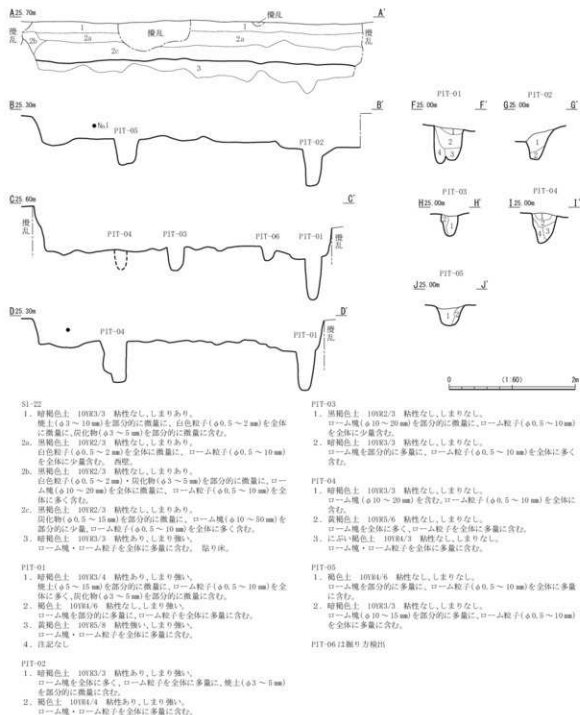 A 25.70m
A'
攪乱
1
攪乱
1
攪乱
2b
2a
2a
2c
3
B 25.30m
B'
No.1
PIT-05
PIT-02
C 25.60m
C'
攪乱
PIT-04
PIT-03
PIT-06
PIT-01
攪乱
D 25.30m
D'
PIT-04
PIT-01
攪乱
PIT-01
F 25.00m
F'
1
2
3
4
PIT-02
G 25.00m
G'
1
2
PIT-03
H 25.00m
H'
1
PIT-04
I 25.00m
I'
4
3
PIT-05
J 25.00m
J'
1
0
(1:60)
2m
SI-22
1. 暗褐色土 10YR3/3 粘性なし、しまりあり。
焼土(φ3～10㎜)を部分的に微量に、白色粒子(φ0.5～2㎜)を全体
に微量に、炭化物(φ3～5㎜)を部分的に微量に含む。
2a. 黒褐色土 10YR2/3 粘性なし、しまりあり。
白色粒子(φ0.5～2㎜)を全体に微量に、ローム粒子(φ0.5～10㎜)
を全体に少量含む。 西壁。
2b. 黒褐色土 10YR2/3 粘性なし、しまりあり。
白色粒子(φ0.5～2㎜)・炭化物(φ3～5㎜)を部分的に微量に、ロー
ム塊(φ10～20㎜)を全体に微量に、ローム粒子(φ0.5～10㎜)を全
体に多く含む。
2c. 黒褐色土 10YR2/3 粘性なし、しまりあり。
炭化物(φ0.5～15㎜)を部分的に微量に、ローム塊(φ10～50㎜)を
部分的に少量、ローム粒子(φ0.5～10㎜)を全体に多く含む。
3. 暗褐色土 10YR3/3 粘性あり、しまり強い。
ローム塊・ローム粒子を全体に多量に含む。 貼り床。
PIT-01
1. 暗褐色土 10YR3/4 粘性あり、しまり強い。
焼土(φ5～15㎜)を部分的に微量に、ローム粒子(φ0.5～10㎜)を全
体に多く、炭化物(φ3～5㎜)を部分的に微量に含む。
2. 褐色土 10YR4/6 粘性なし、しまり強い。
ローム塊を部分的に多量に、ローム粒子を全体に多量に含む。
3. 黄褐色土 10YR5/8 粘性強い、しまり強い。
ローム塊・ローム粒子を全体に多量に含む。
4. 注記なし
PIT-02
1. 暗褐色土 10YR3/3 粘性あり、しまり強い。
ローム塊を全体に多く、ローム粒子を全体に多量に、焼土(φ3～5㎜)
を部分的に微量に含む。
2. 褐色土 10YR4/4 粘性あり、しまり強い。
ローム塊・ローム粒子を全体に多量に含む。
PIT-03
1. 黒褐色土 10YR2/3 粘性なし、しまりなし。
ローム塊(φ10～20㎜)を部分的に微量に、ローム粒子(φ0.5～10㎜)
を全体に少量含む。
2. 暗褐色土 10YR3/3 粘性なし、しまりなし。
ローム塊(φ10～30㎜)を部分的に多量に、ローム粒子を全体に多く
含む。
PIT-04
1. 暗褐色土 10YR3/3 粘性なし、しまりなし。
ローム塊(φ10～20㎜)を含む、ローム粒子(φ0.5～10㎜)を全体に
含む。
2. 黄褐色土 10YR5/6 粘性なし、しまりなし。
ローム塊を全体に多く、ローム粒子を全体に多量に含む。
3. にぶい褐色土 10YR4/3 粘性なし、しまりなし。
ローム塊・ローム粒子を全体に多量に含む。
PIT-05
1. 褐色土 10YR4/6 粘性なし、しまりなし。
ローム塊を部分的に、ローム粒子(φ0.5～10㎜)を全体に多量
に含む。
2. 暗褐色土 10YR3/3 粘性なし、しまりなし。
ローム塊(φ10～15㎜)を部分的に微量に、ローム粒子(φ0.5～10㎜)
を全体に多く含む。
PIT-06は掘り方検出